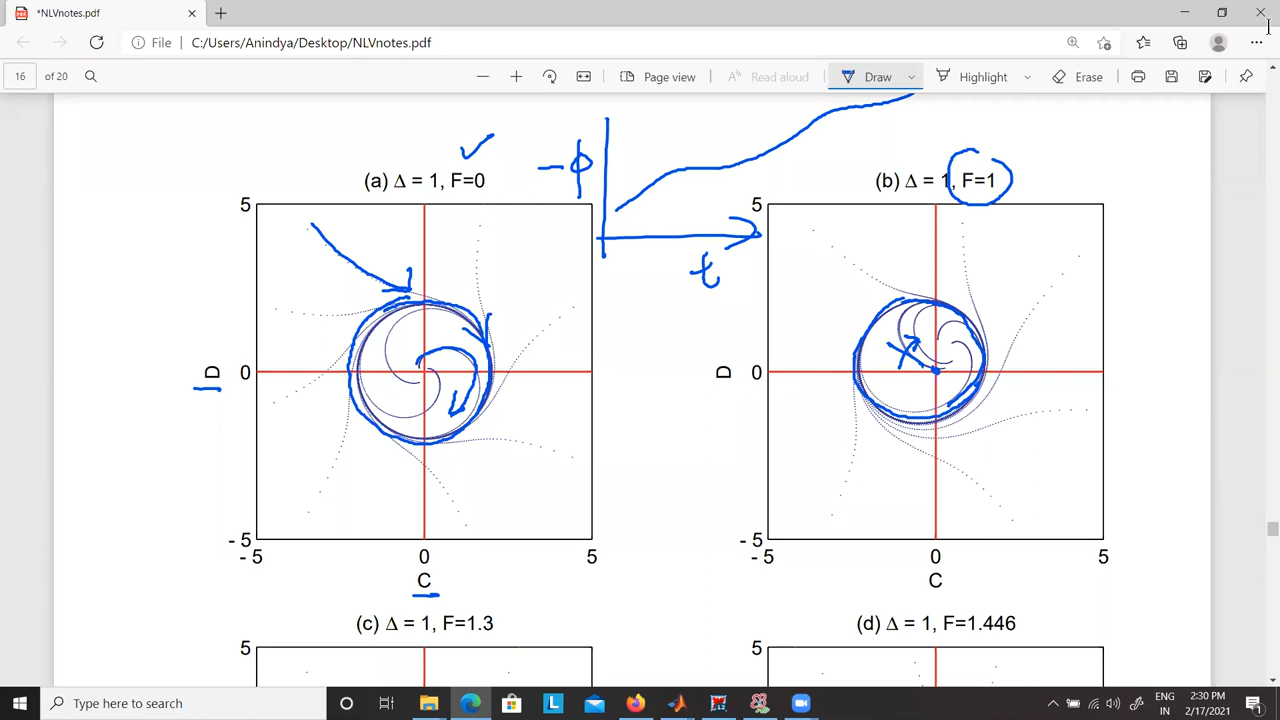 *NLVnotes.pdf
File C:/Users/Anindya/Desktop/NLVnotes.pdf
16 of 20 Page view Read aloud Draw Highlight Erase
(a) Δ = 1, F=0
(b) Δ = 1, F=1
-ϕ
t
5
D 0
- 5
- 5 0 5
C
5
D 0
- 5
- 5 0 5
C
(c) Δ = 1, F=1.3
(d) Δ = 1, F=1.446
5
5
Type here to search
ENG
IN
2:30 PM
2/17/2021
1